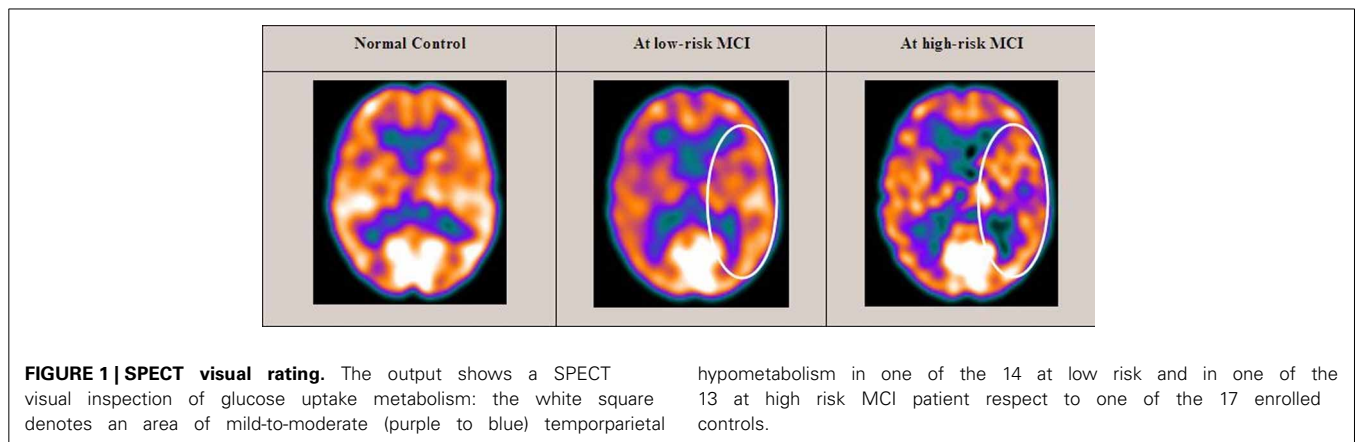 Normal Control
At low-risk MCI
At high-risk MCI
FIGURE 1 | SPECT visual rating. The output shows a SPECT
visual inspection of glucose uptake metabolism: the white square
denotes an area of mild-to-moderate (purple to blue) temporparietal
hypometabolism in one of the 14 at low risk and in one of the
13 at high risk MCI patient respect to one of the 17 enrolled
controls.